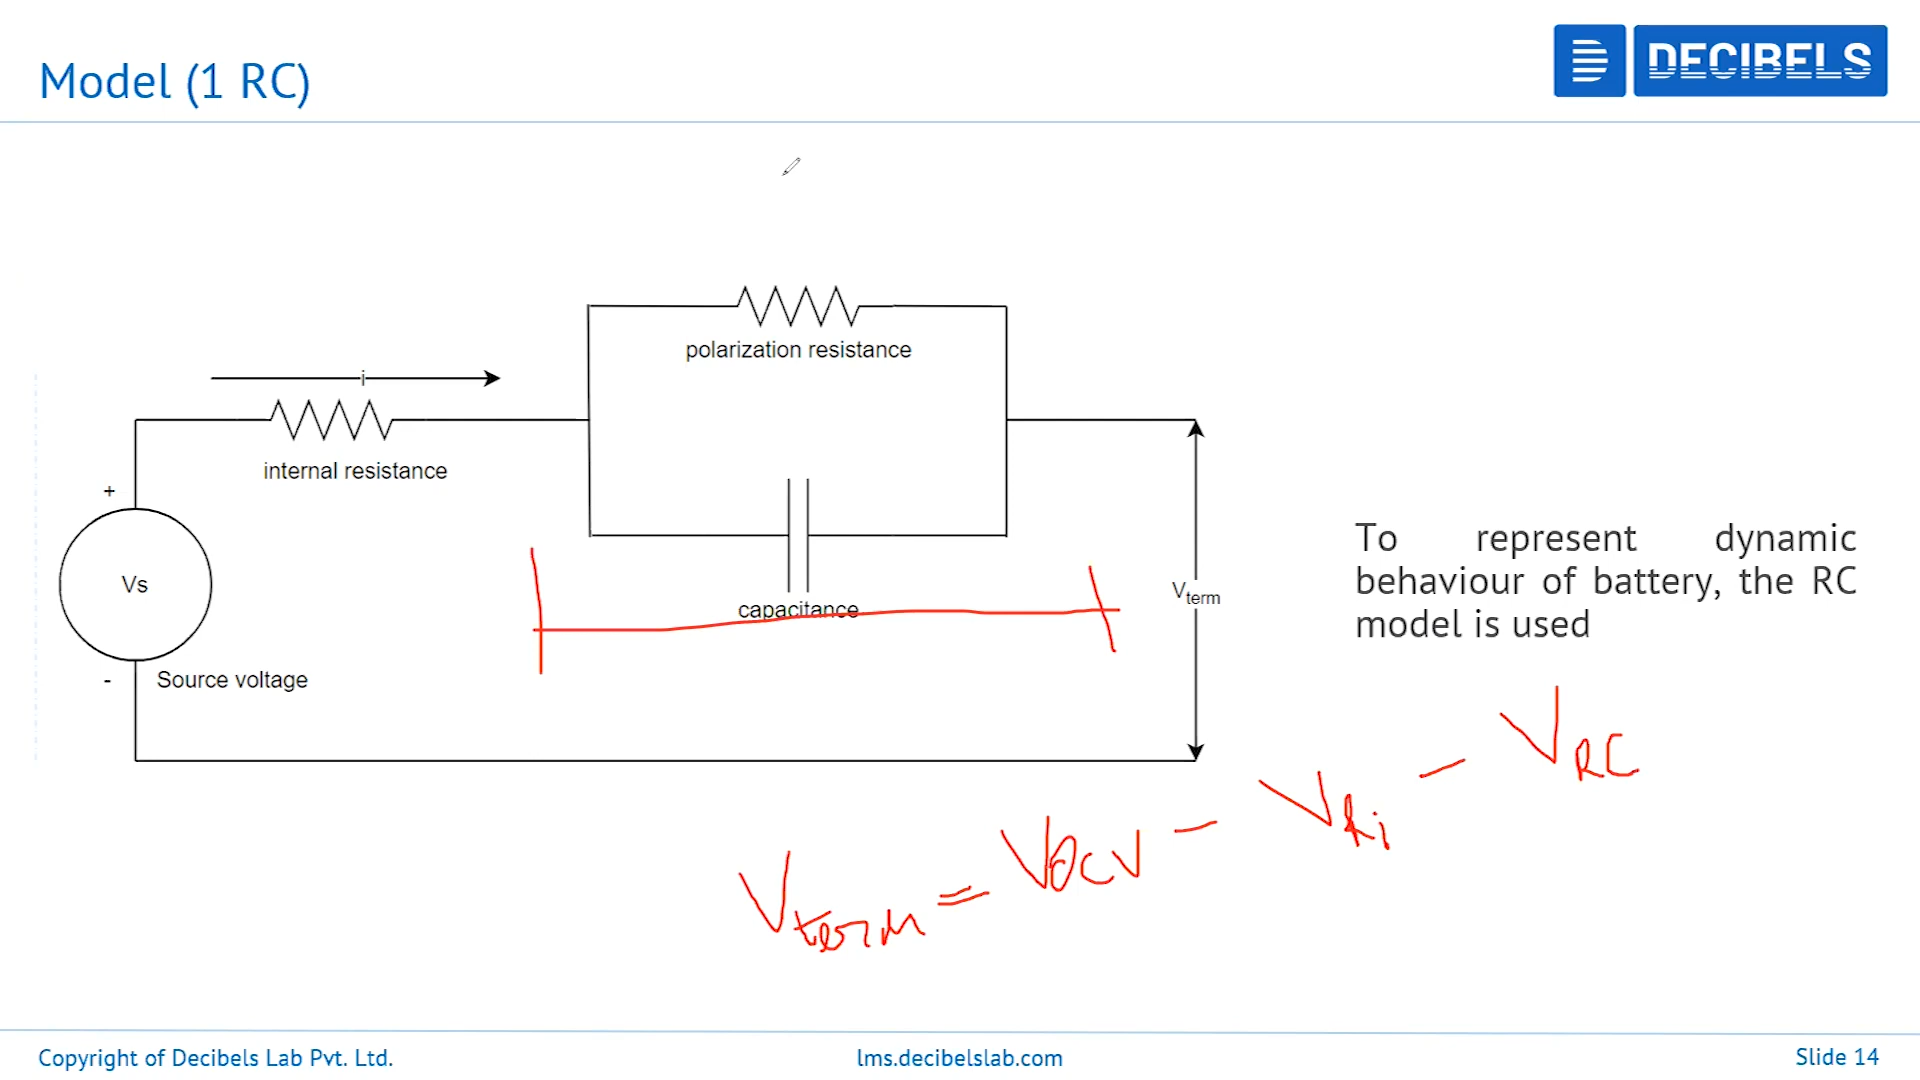 Model (1 RC)
DECIBELS
polarization resistance
i
internal resistance
+
Vs
capacitance
Vterm
-
Source voltage
To represent dynamic
behaviour of battery, the RC
model is used
Vterm = VOCV - VRi - VRC
Copyright of Decibels Lab Pvt. Ltd.
lms.decibelslab.com
Slide 14